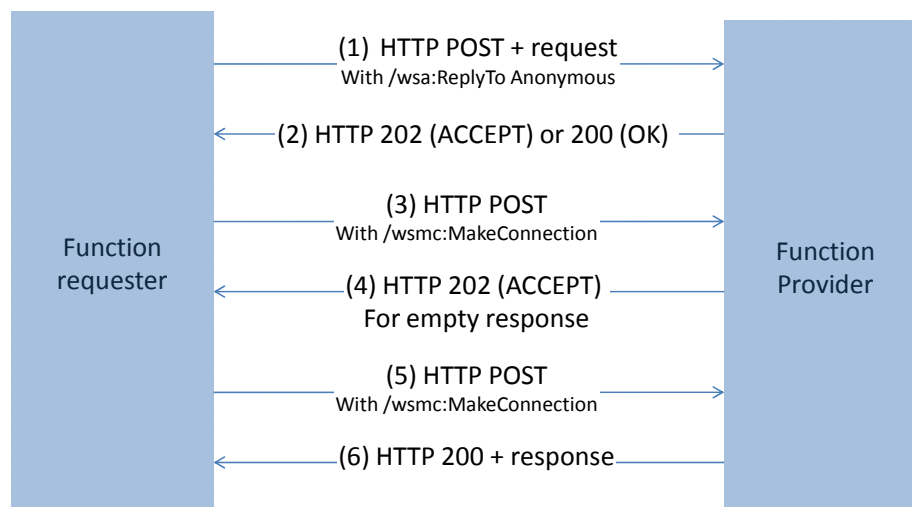 (1) HTTP POST + request
With /wsa:ReplyTo Anonymous
(2) HTTP 202 (ACCEPT) or 200 (OK)
(3) HTTP POST
With /wsmc:MakeConnection
Function
requester
Function
Provider
(4) HTTP 202 (ACCEPT)
For empty response
(5) HTTP POST
With /wsmc:MakeConnection
(6) HTTP 200 + response